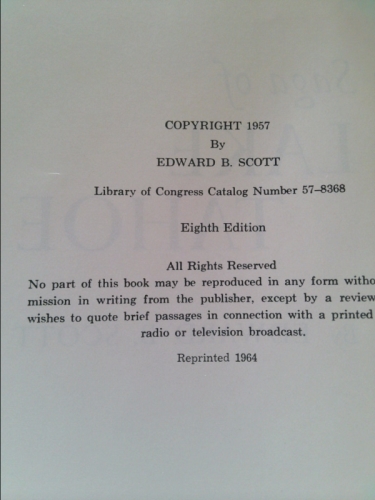 COPYRIGHT 1957
By
EDWARD B. SCOTT
Library of Congress Catalog Number 57-8368
Eighth Edition
All Rights Reserved
No part of this book may be reproduced in any form witho
mission in writing from the publisher, except by a review
wishes to quote brief passages in connection with a printed
radio or television broadcast.
Reprinted 1964